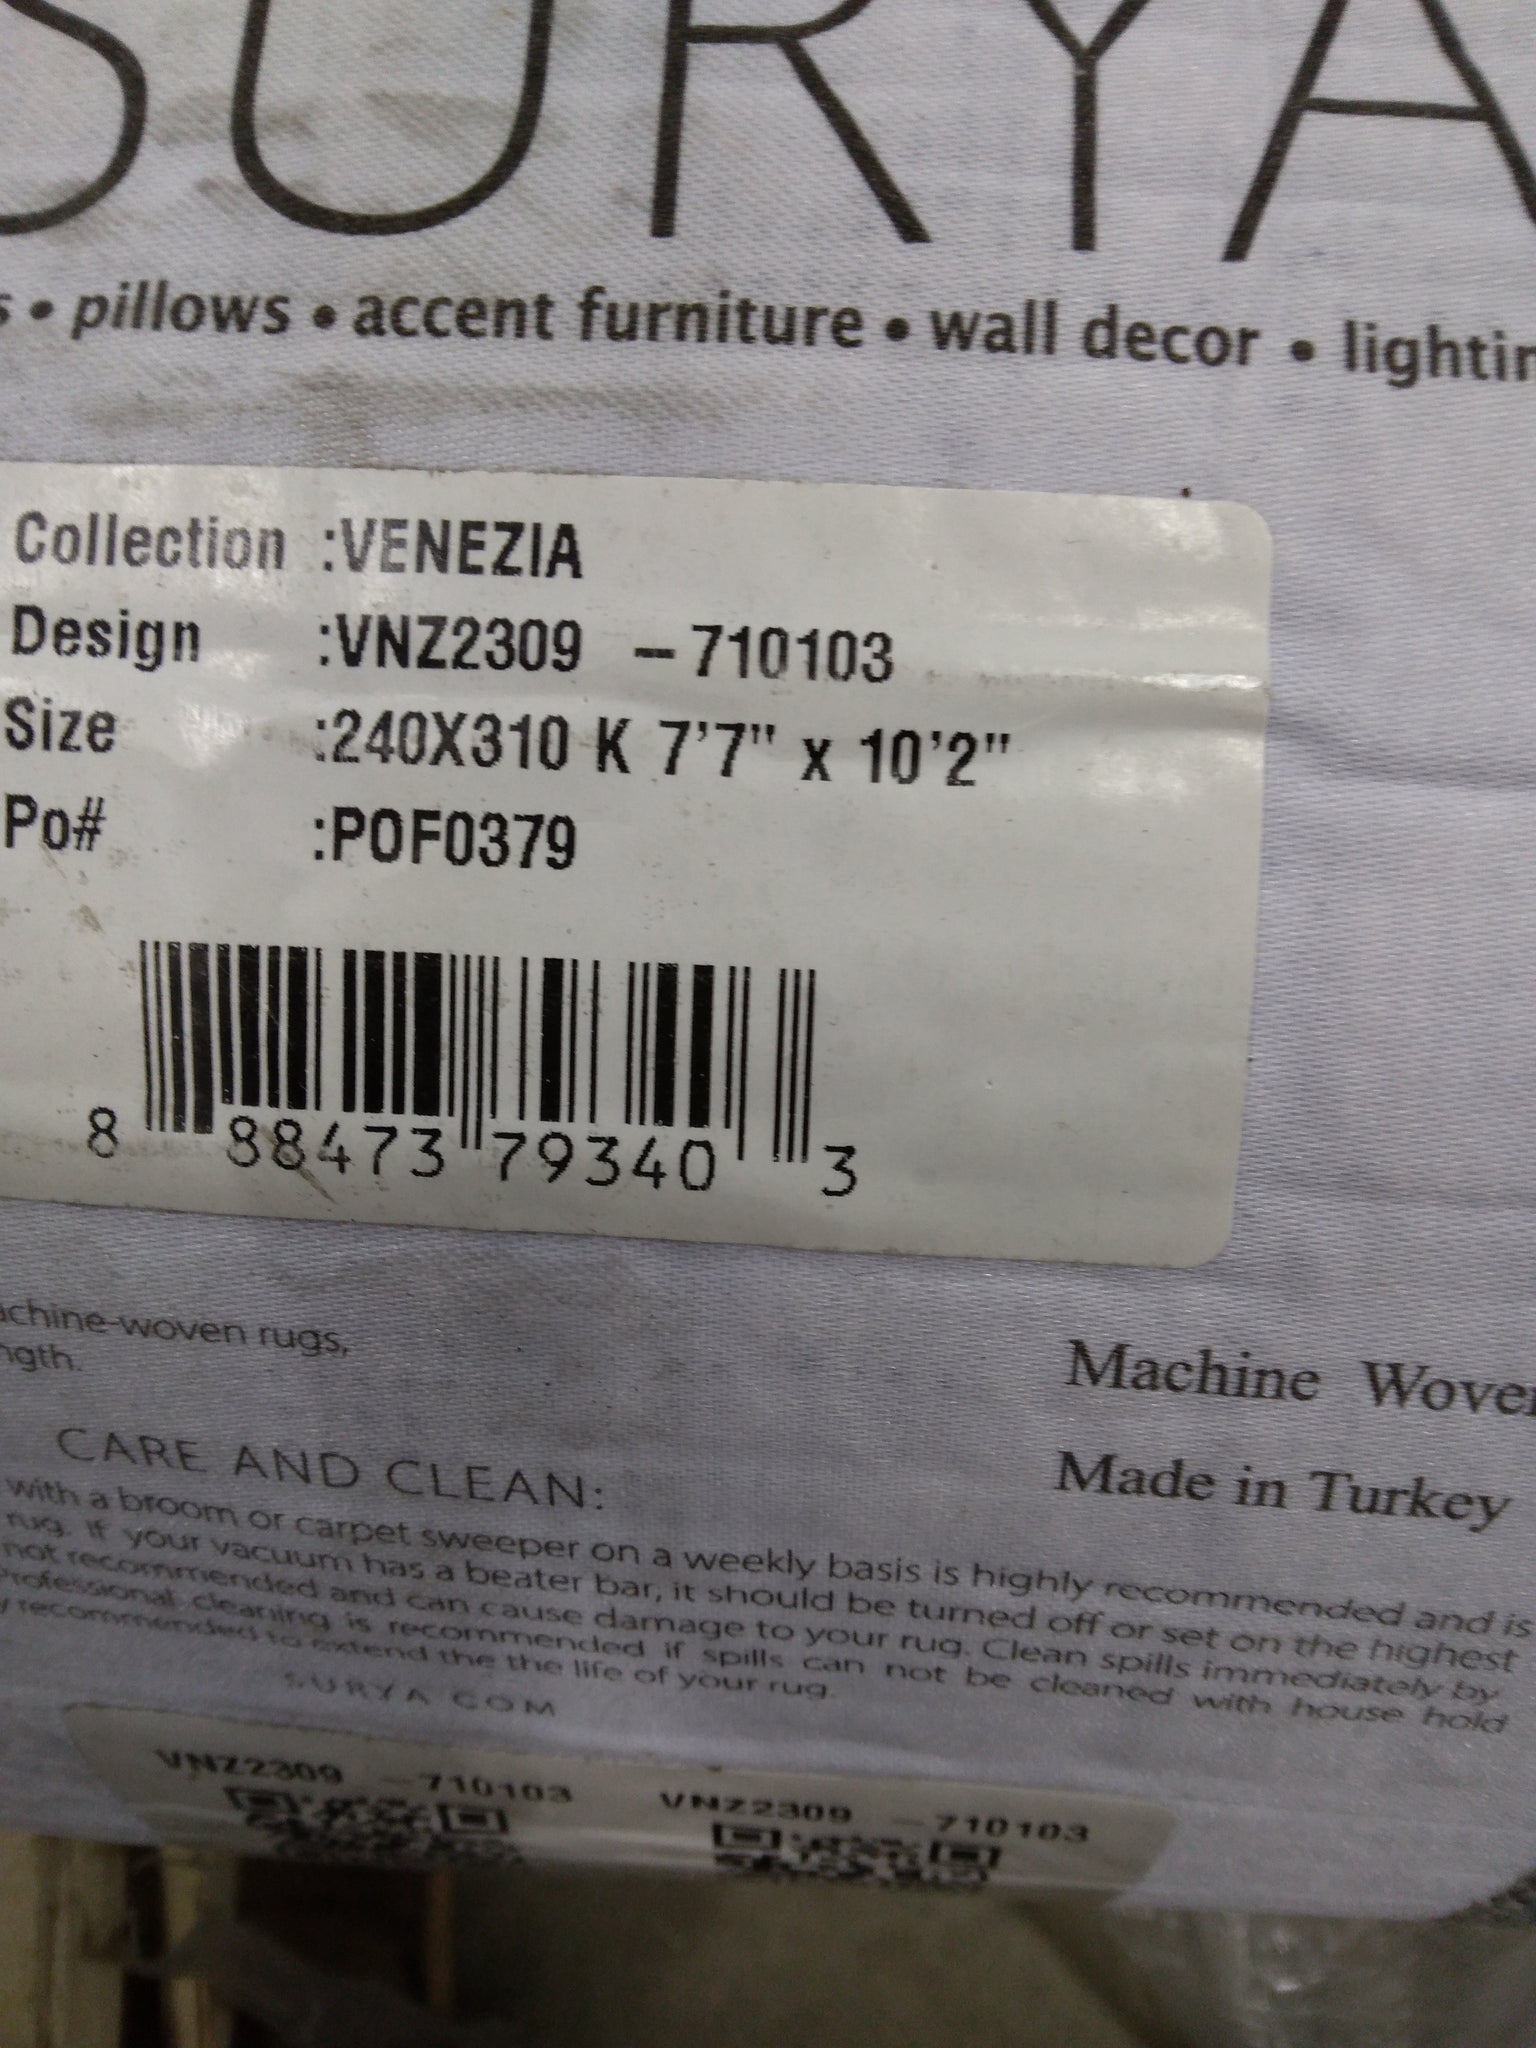 SURYA
s • pillows • accent furniture • wall decor • lightin
Collection :VENEZIA
Design :VNZ2309 – 710103
Size :240X310 K 7'7" x 10'2"
Po# :POF0379
8 88473 79340 3
achine-woven rugs,
ngth.
Machine Woven
Made in Turkey
CARE AND CLEAN:
with a broom or carpet sweeper on a weekly basis is highly recommended and is
rug. If your vacuum has a beater bar, it should be turned off or set on the highest
not recommended and can cause damage to your rug. Clean spills immediately by
Professional cleaning is recommended if spills can not be cleaned with house hold
y recommended to extend the the life of your rug.
SURYA.COM
VNZ2309 – 710103 VNZ2309 – 710103